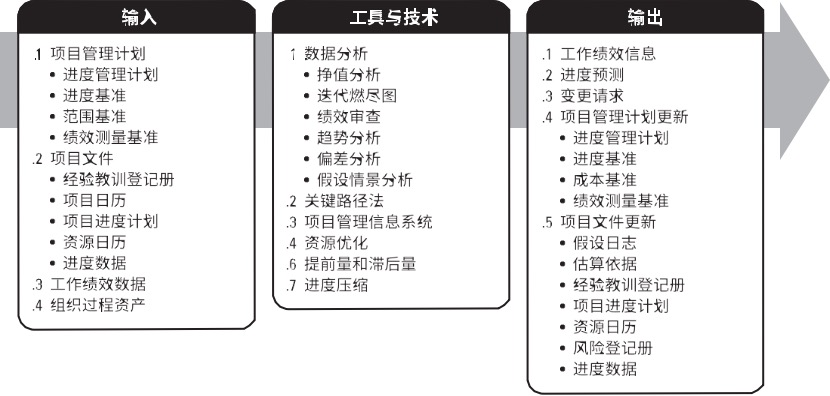 输入
.1 项目管理计划
• 进度管理计划
• 进度基准
• 范围基准
• 绩效测量基准
.2 项目文件
• 经验教训登记册
• 项目日历
• 项目进度计划
• 资源日历
• 进度数据
.3 工作绩效数据
.4 组织过程资产
工具与技术
.1 数据分析
• 挣值分析
• 迭代燃尽图
• 绩效审查
• 趋势分析
• 偏差分析
• 假设情景分析
.2 关键路径法
.3 项目管理信息系统
.4 资源优化
.6 提前量和滞后量
.7 进度压缩
输出
.1 工作绩效信息
.2 进度预测
.3 变更请求
.4 项目管理计划更新
• 进度管理计划
• 进度基准
• 成本基准
• 绩效测量基准
.5 项目文件更新
• 假设日志
• 估算依据
• 经验教训登记册
• 项目进度计划
• 资源日历
• 风险登记册
• 进度数据